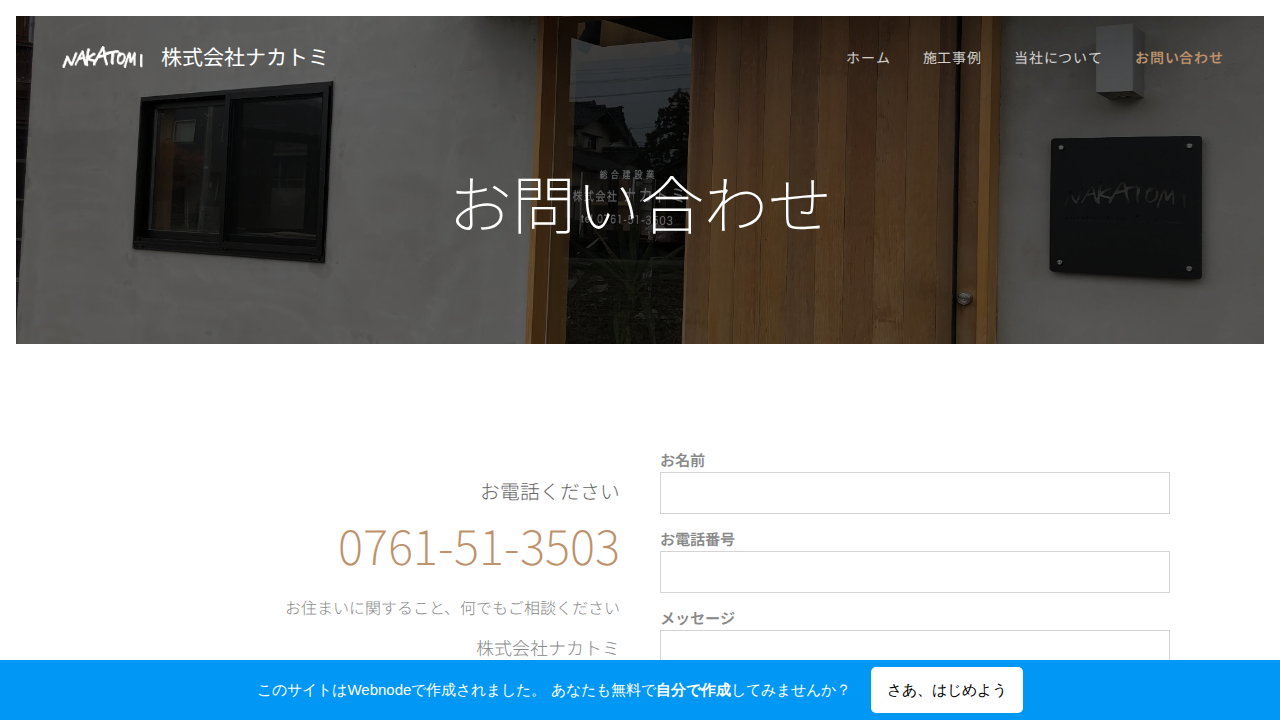 NAKATOMI 株式会社ナカトミ
ホーム 施工事例 当社について お問い合わせ
総合建設業
株式会社 ナカトミ
tel.0761-51-3503
NAKATOMI
お問い合わせ
お電話ください
0761-51-3503
お住まいに関すること、何でもご相談ください
株式会社ナカトミ
お名前
お電話番号
メッセージ
このサイトはWebnodeで作成されました。 あなたも無料で自分で作成してみませんか？ さあ、はじめよう